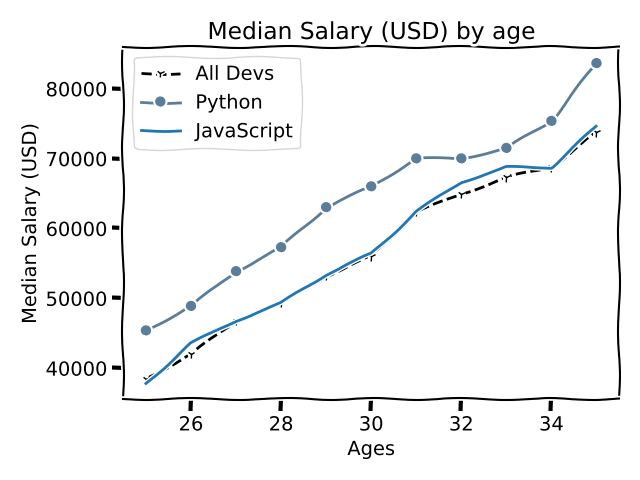 Median Salary (USD) by age
All Devs
Python
JavaScript
80000
70000
60000
50000
40000
Median Salary (USD)
26 28 30 32 34
Ages